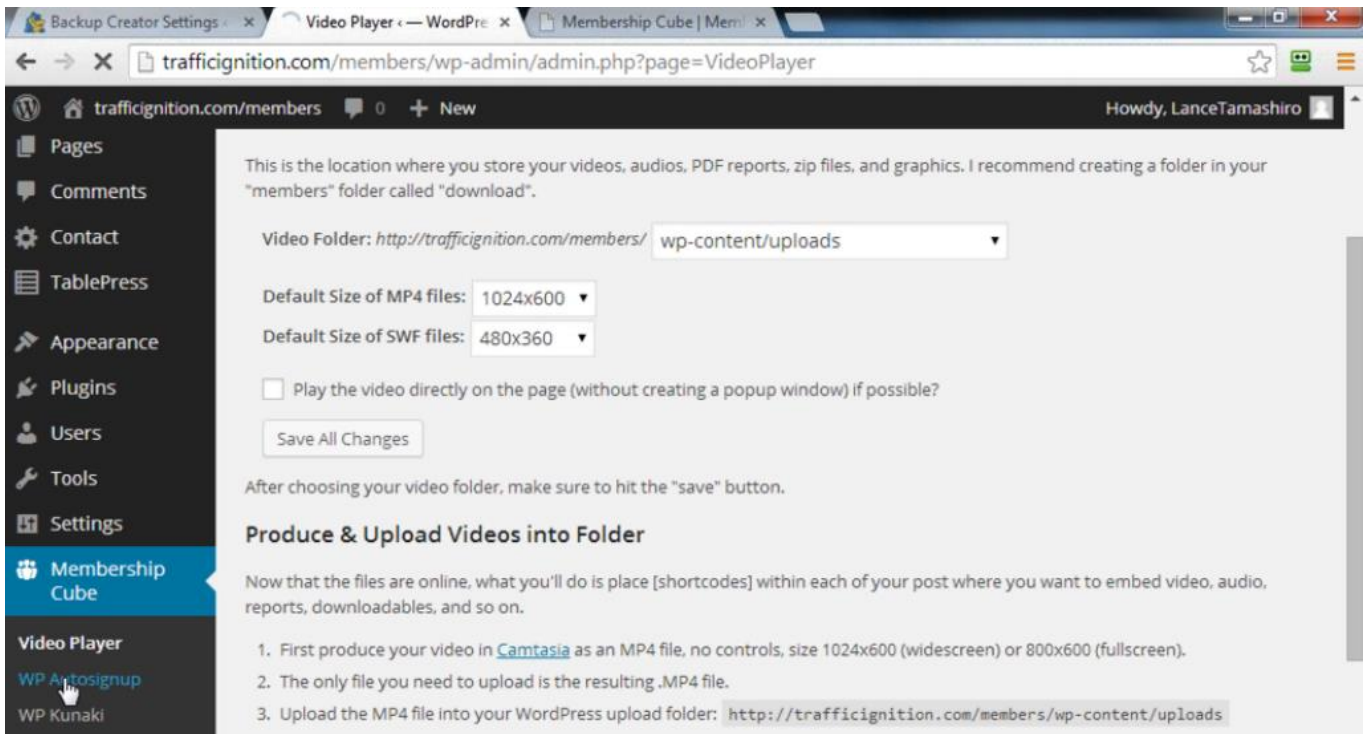 Backup Creator Settings ‹
Video Player ‹ — WordPre
Membership Cube | Meml
trafficignition.com/members/wp-admin/admin.php?page=VideoPlayer
trafficignition.com/members 0 + New Howdy, LanceTamashiro
Pages
Comments
Contact
TablePress
Appearance
Plugins
Users
Tools
Settings
Membership
Cube
Video Player
WP Autosignup
WP Kunaki
This is the location where you store your videos, audios, PDF reports, zip files, and graphics. I recommend creating a folder in your
"members" folder called "download".
Video Folder: http://trafficignition.com/members/ wp-content/uploads
Default Size of MP4 files: 1024x600
Default Size of SWF files: 480x360
Play the video directly on the page (without creating a popup window) if possible?
Save All Changes
After choosing your video folder, make sure to hit the "save" button.
Produce & Upload Videos into Folder
Now that the files are online, what you'll do is place [shortcodes] within each of your post where you want to embed video, audio,
reports, downloadables, and so on.
1. First produce your video in Camtasia as an MP4 file, no controls, size 1024x600 (widescreen) or 800x600 (fullscreen).
2. The only file you need to upload is the resulting .MP4 file.
3. Upload the MP4 file into your WordPress upload folder: http://trafficignition.com/members/wp-content/uploads